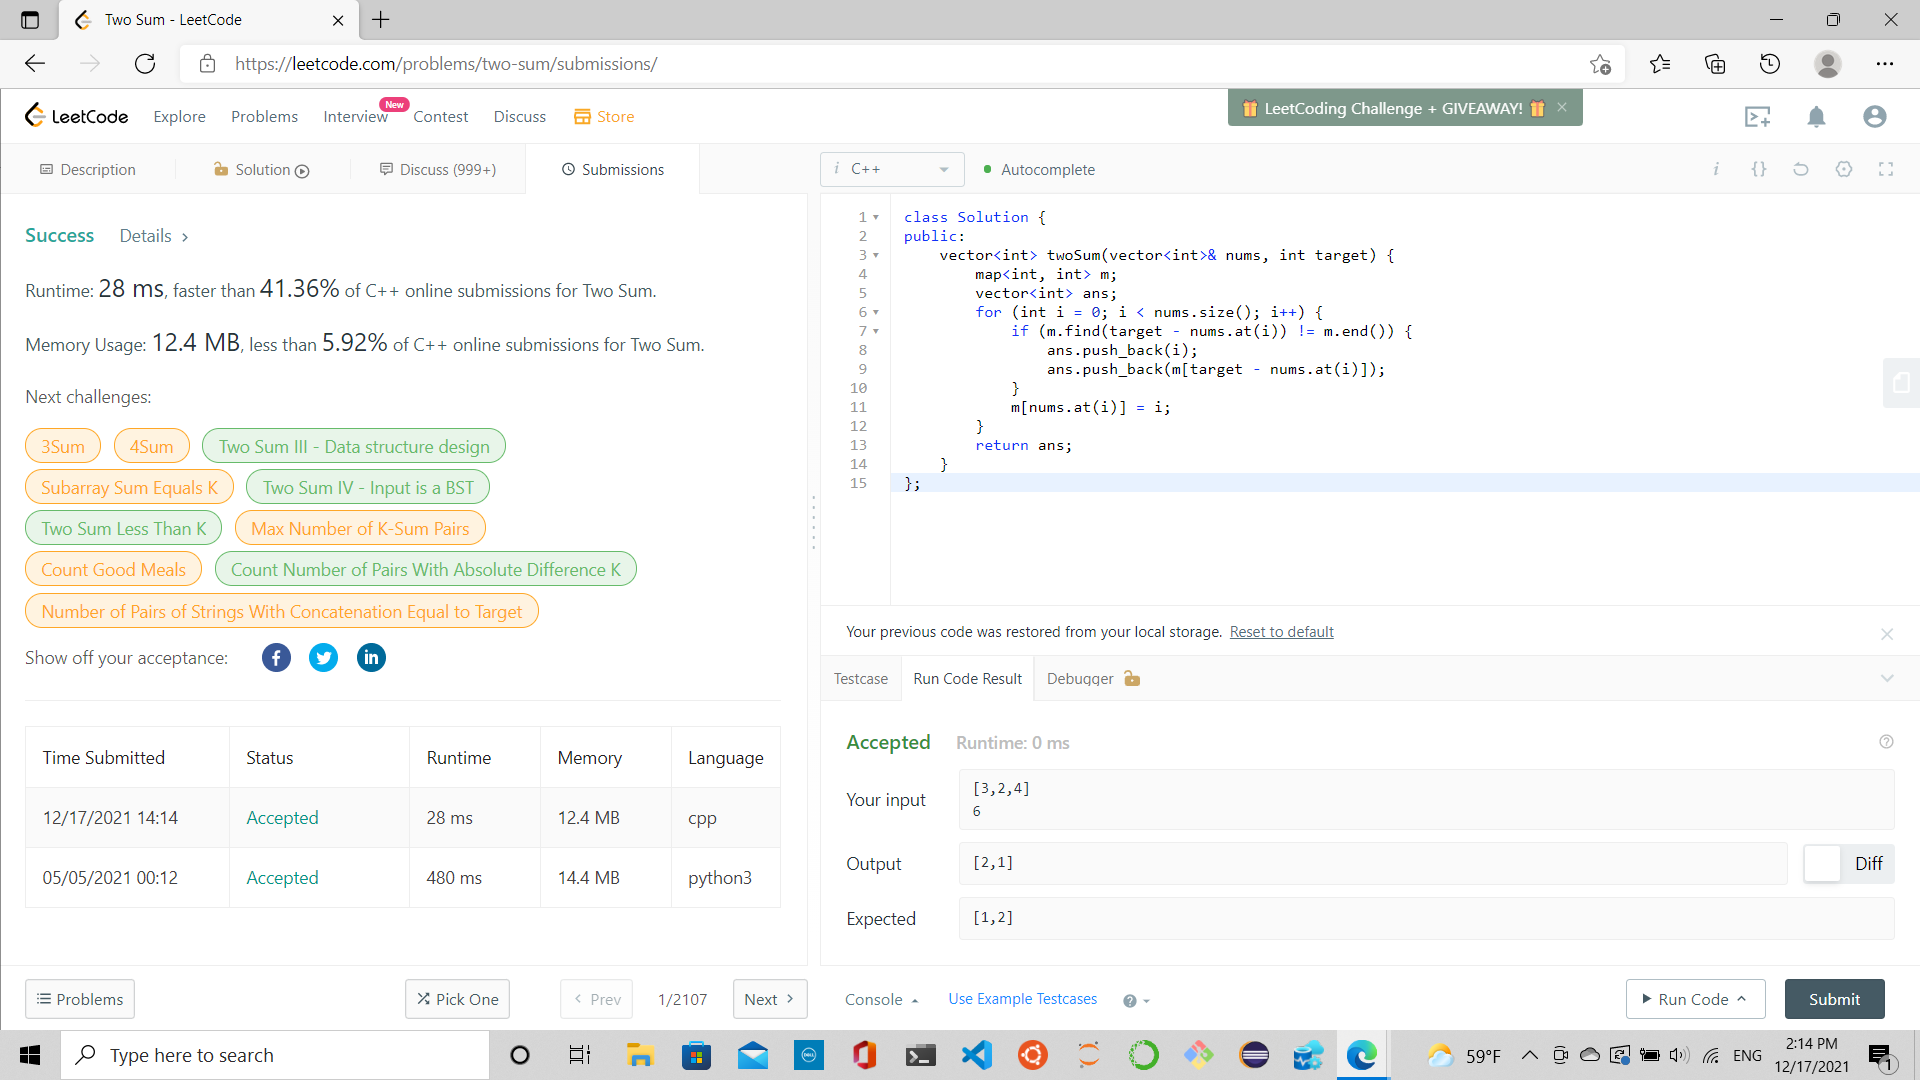 Two Sum - LeetCode
https://leetcode.com/problems/two-sum/submissions/
LeetCode
Explore
Problems
Interview
New
Contest
Discuss
Store
LeetCoding Challenge + GIVEAWAY!
Description
Solution
Discuss (999+)
Submissions
i C++
Autocomplete
i {}
Success
Details >
Runtime: 28 ms, faster than 41.36% of C++ online submissions for Two Sum.
Memory Usage: 12.4 MB, less than 5.92% of C++ online submissions for Two Sum.
Next challenges:
3Sum
4Sum
Two Sum III - Data structure design
Subarray Sum Equals K
Two Sum IV - Input is a BST
Two Sum Less Than K
Max Number of K-Sum Pairs
Count Good Meals
Count Number of Pairs With Absolute Difference K
Number of Pairs of Strings With Concatenation Equal to Target
Show off your acceptance:
Time Submitted Status Runtime Memory Language
12/17/2021 14:14 Accepted 28 ms 12.4 MB cpp
05/05/2021 00:12 Accepted 480 ms 14.4 MB python3
Problems
Pick One
< Prev
1/2107
Next >
1 class Solution {
2 public:
3 vector<int> twoSum(vector<int>& nums, int target) {
4 map<int, int> m;
5 vector<int> ans;
6 for (int i = 0; i < nums.size(); i++) {
7 if (m.find(target - nums.at(i)) != m.end()) {
8 ans.push_back(i);
9 ans.push_back(m[target - nums.at(i)]);
10 }
11 m[nums.at(i)] = i;
12 }
13 return ans;
14 }
15 };
Your previous code was restored from your local storage. Reset to default
Testcase
Run Code Result
Debugger
Accepted Runtime: 0 ms
Your input
[3,2,4]
6
Output
[2,1]
Diff
Expected
[1,2]
Console
Use Example Testcases
Run Code
Submit
Type here to search
DELL
59°F
ENG
2:14 PM
12/17/2021
1